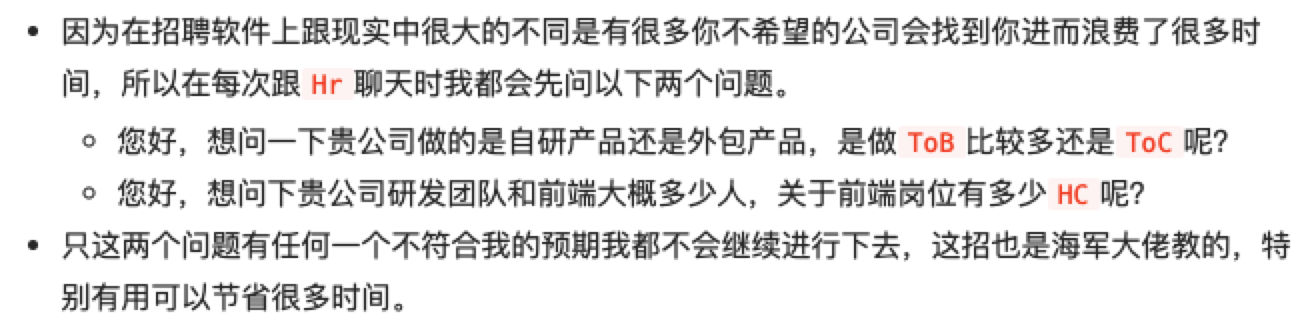 因为在招聘软件上跟现实中很大的不同是有很多你不希望的公司会找到你进而浪费了很多时
间，所以在每次跟 Hr 聊天时我都会先问以下两个问题。
您好，想问一下贵公司做的是自研产品还是外包产品，是做 ToB 比较多还是 ToC 呢？
您好，想问下贵公司研发团队和前端大概多少人，关于前端岗位有多少 HC 呢？
只这两个问题有任何一个不符合我的预期我都不会继续进行下去，这招也是海军大佬教的，特
别有用可以节省很多时间。